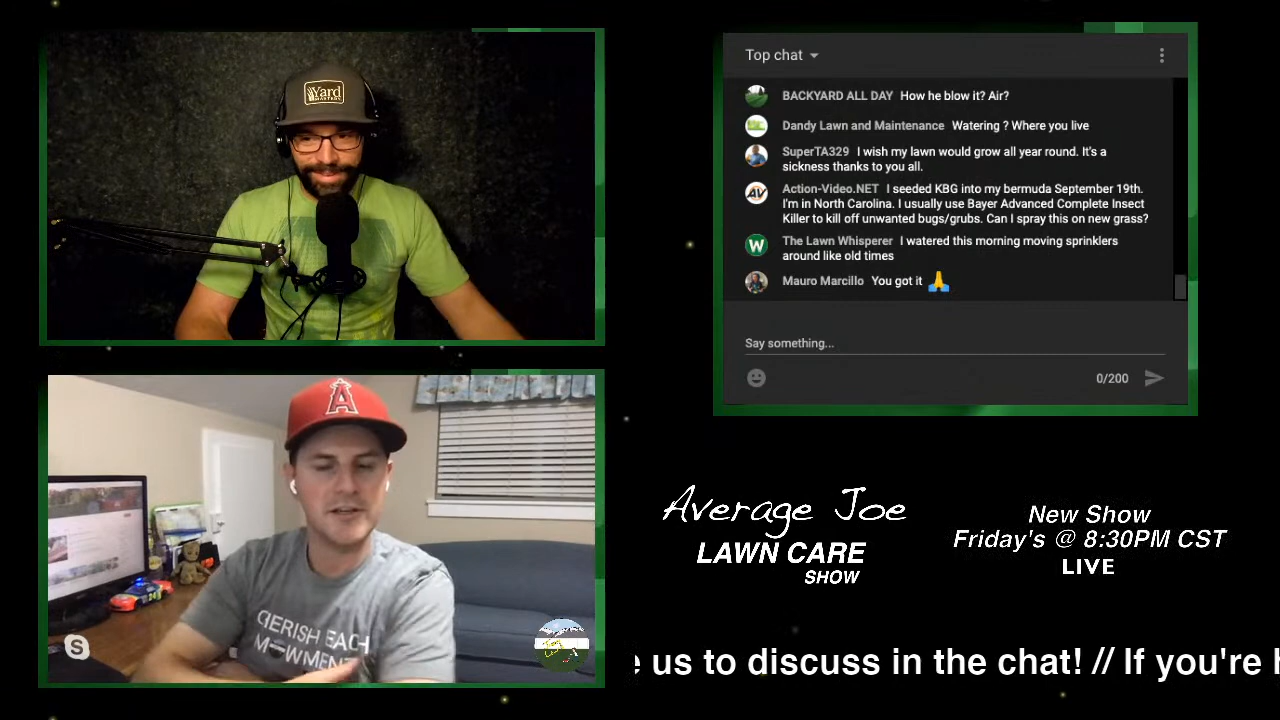 Yard
Top chat
BACKYARD ALL DAY How he blow it? Air?
Dandy Lawn and Maintenance Watering ? Where you live
SuperTA329 I wish my lawn would grow all year round. It's a
sickness thanks to you all.
Action-Video.NET I seeded KBG into my bermuda September 19th.
I'm in North Carolina. I usually use Bayer Advanced Complete Insect
Killer to kill off unwanted bugs/grubs. Can I spray this on new grass?
The Lawn Whisperer I watered this morning moving sprinklers
around like old times
Mauro Marcillo You got it 🙏
Say something...
0/200
A
CHERISH EACH
MOWMENT
S
AV
W
24
Average Joe
LAWN CARE
SHOW
New Show
Friday's @ 8:30PM CST
LIVE
us to discuss in the chat! // If you're